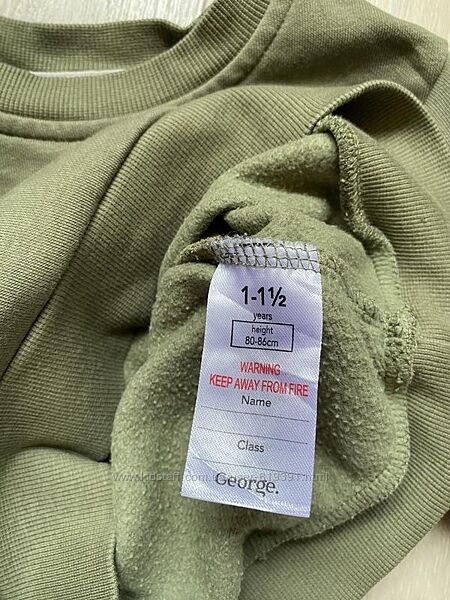 1-1½
years
height
80-86cm
WARNING
KEEP AWAY FROM FIRE
Name
Class
George.